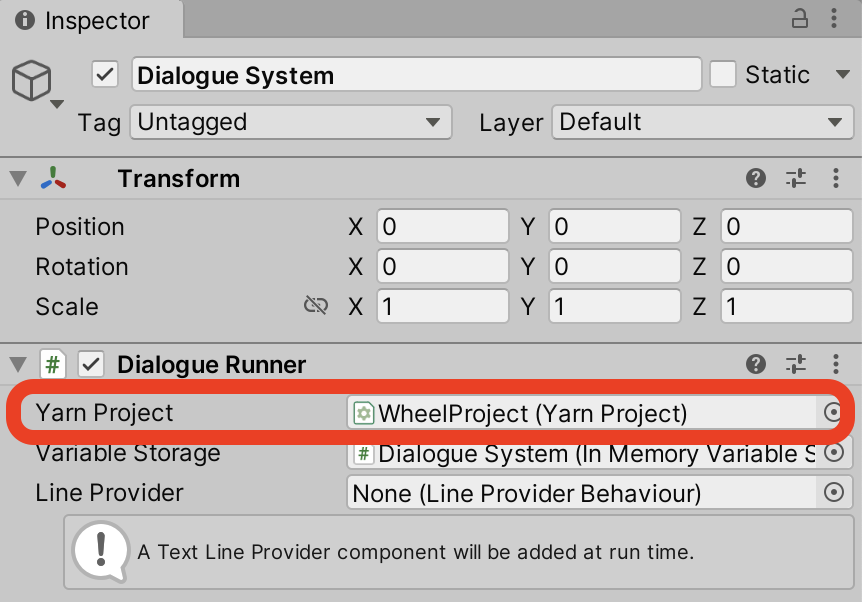 Inspector
Dialogue System Static
Tag Untagged Layer Default
Transform
Position X 0 Y 0 Z 0
Rotation X 0 Y 0 Z 0
Scale X 1 Y 1 Z 1
# Dialogue Runner
Yarn Project WheelProject (Yarn Project)
Variable Storage # Dialogue System (In Memory Variable S
Line Provider None (Line Provider Behaviour)
A Text Line Provider component will be added at run time.